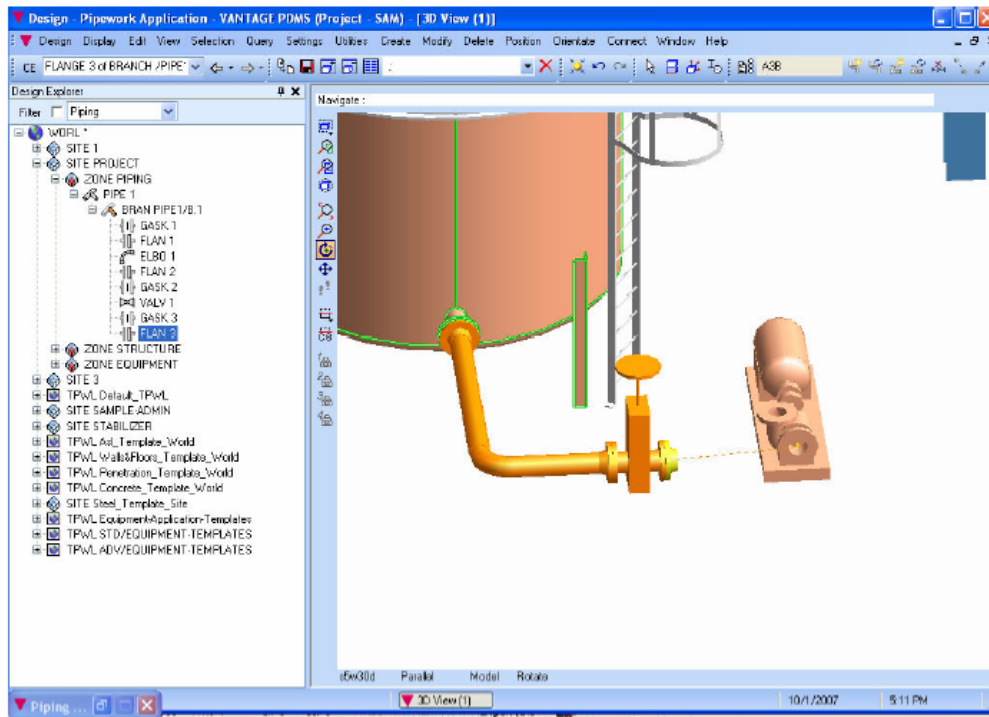 Design - Pipework Application - VANTAGE PDMS (Project - SAM) - [3D View (1)]
Design Display Edit View Selection Query Settings Utilities Create Modify Delete Position Orientate Connect Window Help
CE FLANGE 3 of BRANCH /PIPE' A3B
Design Explorer
Navigate :
Filter Piping
WORL *
SITE 1
SITE PROJECT
ZONE PIPING
PIPE 1
BRAN PIPE1/B.1
GASK 1
FLAN 1
ELBO 1
FLAN 2
GASK 2
VALV 1
GASK 3
FLAN 3
ZONE STRUCTURE
ZONE EQUIPMENT
SITE 3
TPWL Default_TPWL
SITE SAMPLE-ADMIN
SITE STABILIZER
TPWL Axl_Template_World
TPWL Walls&Floors_Template_World
TPWL Penetration_Template_World
TPWL Concrete_Template_World
SITE Steel_Template_Site
TPWL Equipment-Application-Templates
TPWL STD/EQUIPMENT-TEMPLATES
TPWL ADV/EQUIPMENT-TEMPLATES
CE
1
2
3
4
Parallel Model Rotate
Piping ... 3D View (1) 10/1/2007 5:11 PM